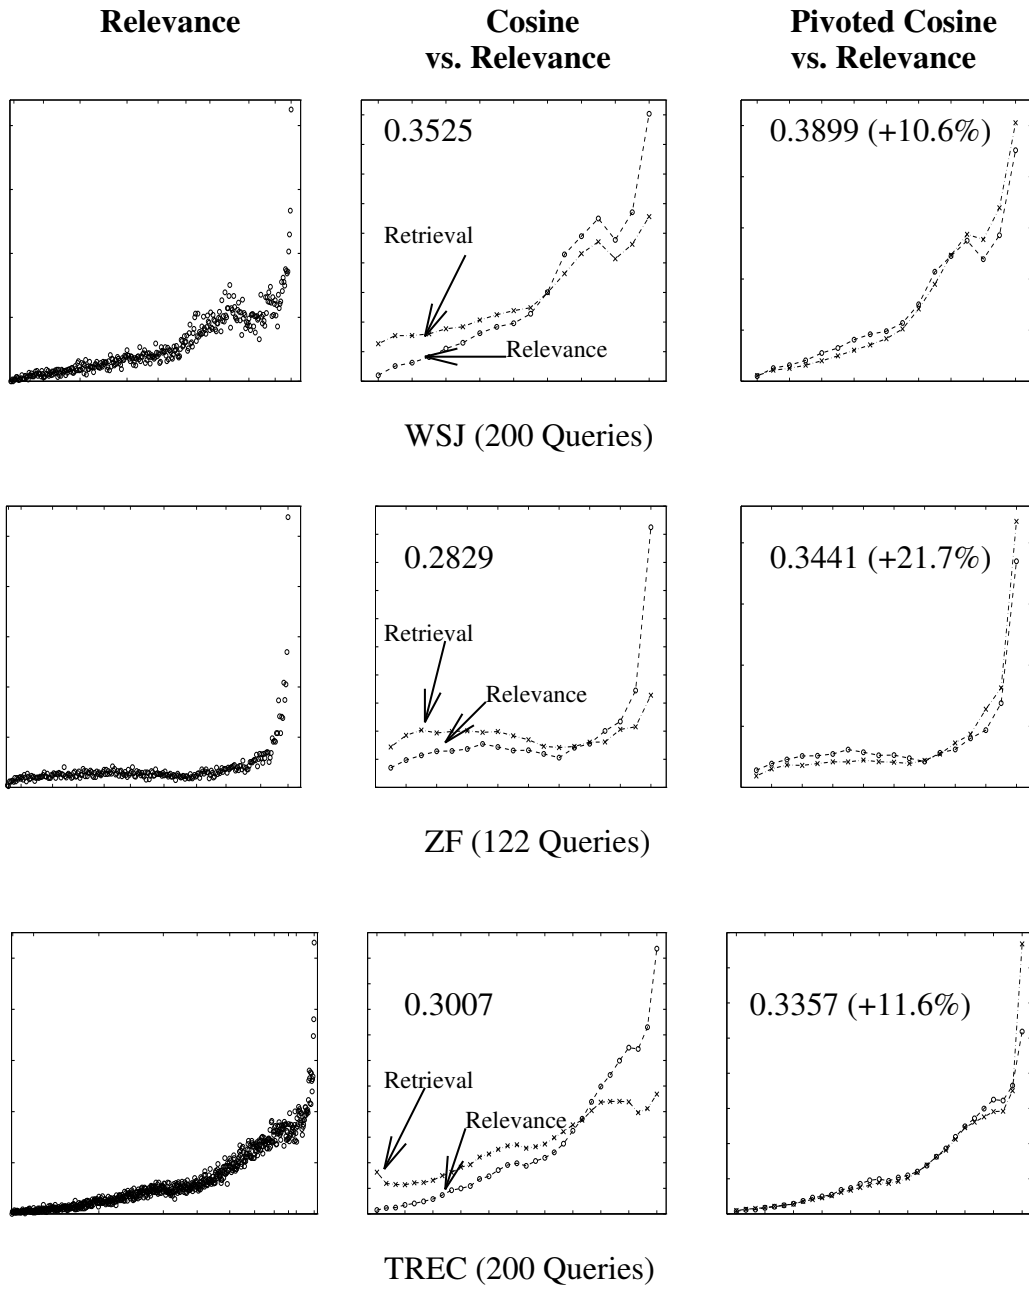 Relevance
Cosine
vs. Relevance
Pivoted Cosine
vs. Relevance
0.3525
Retrieval
Relevance
0.3899 (+10.6%)
WSJ (200 Queries)
0.2829
Retrieval
Relevance
0.3441 (+21.7%)
ZF (122 Queries)
0.3007
Retrieval
Relevance
0.3357 (+11.6%)
TREC (200 Queries)